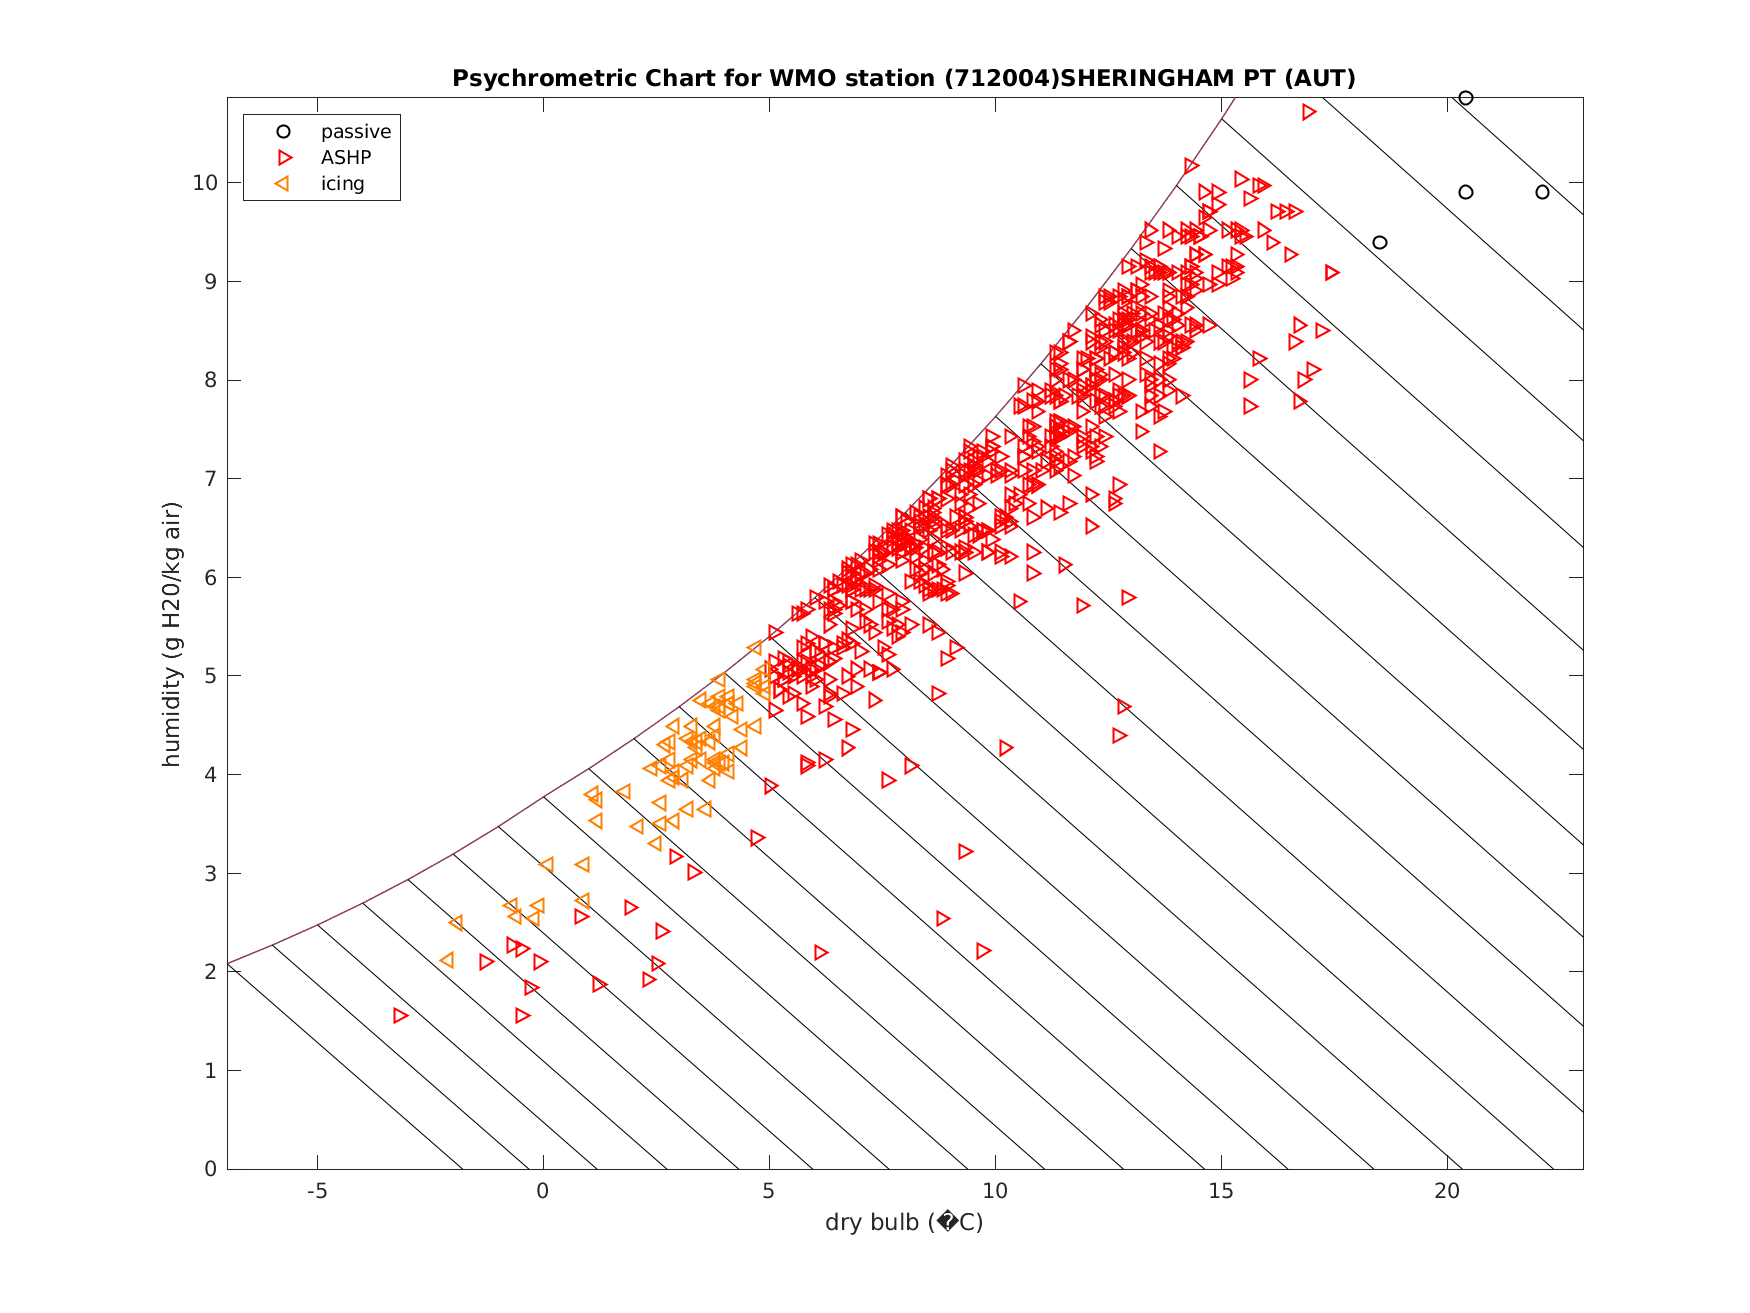 Psychrometric Chart for WMO station (712004)SHERINGHAM PT (AUT)
passive
ASHP
icing
10
9
8
7
6
5
4
3
2
1
0
humidity (g H20/kg air)
-5 0 5 10 15 20
dry bulb (�C)